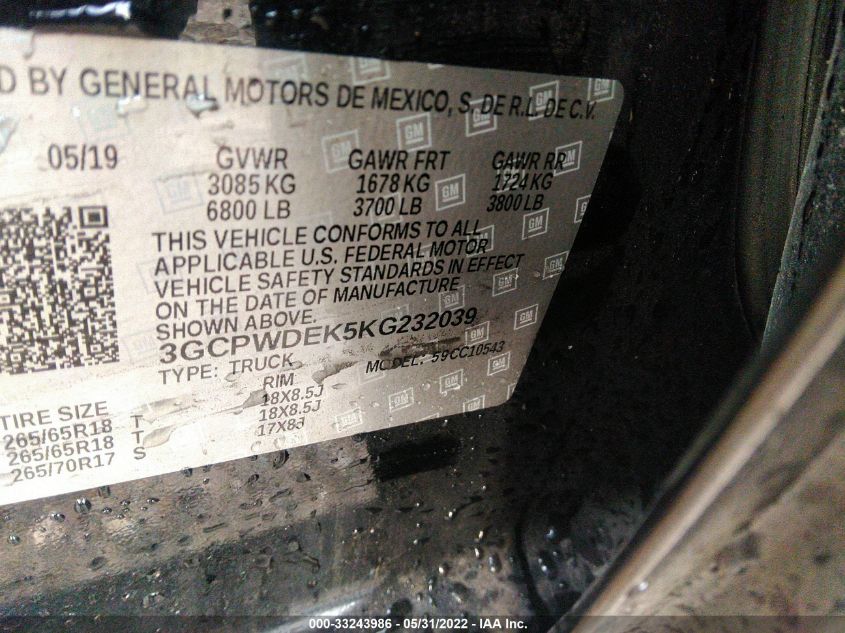 D BY GENERAL MOTORS DE MEXICO, S. DE R.L. DE C.V.
05/19 GVWR GAWR FRT GAWR RR
3085 KG 1678 KG 1724 KG
6800 LB 3700 LB 3800 LB
THIS VEHICLE CONFORMS TO ALL
APPLICABLE U.S. FEDERAL MOTOR
VEHICLE SAFETY STANDARDS IN EFFECT
ON THE DATE OF MANUFACTURE
SHOWN ABOVE.
3GCPWDEK5KG232039
TYPE: TRUCK MODEL: 59CC10543
TIRE SIZE RIM
265/65R18 T 18X8.5J
265/65R18 T 18X8.5J
265/70R17 S 17X8J
GM
000-33243986 - 05/31/2022 - IAA Inc.